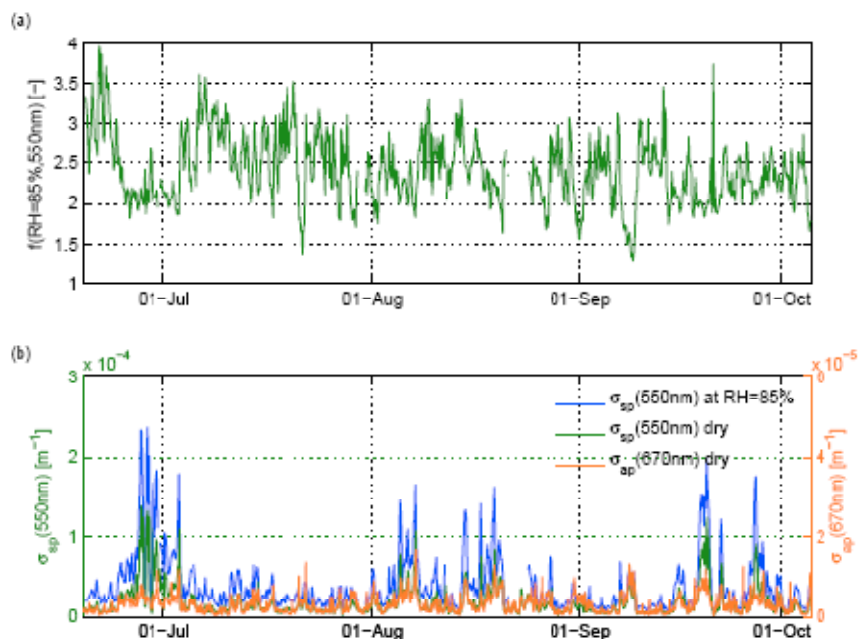 (a)
f(RH=85%,550nm) [-]
4
3.5
3
2.5
2
1.5
1
01-Jul
01-Aug
01-Sep
01-Oct
(b)
x 10⁻⁴
x 10⁻⁵
σsp(550nm) [m⁻¹]
3
2
1
0
σsp(550nm) at RH=85%
σsp(550nm) dry
σap(670nm) dry
6
4
2
0
σap(670nm) [m⁻¹]
01-Jul
01-Aug
01-Sep
01-Oct